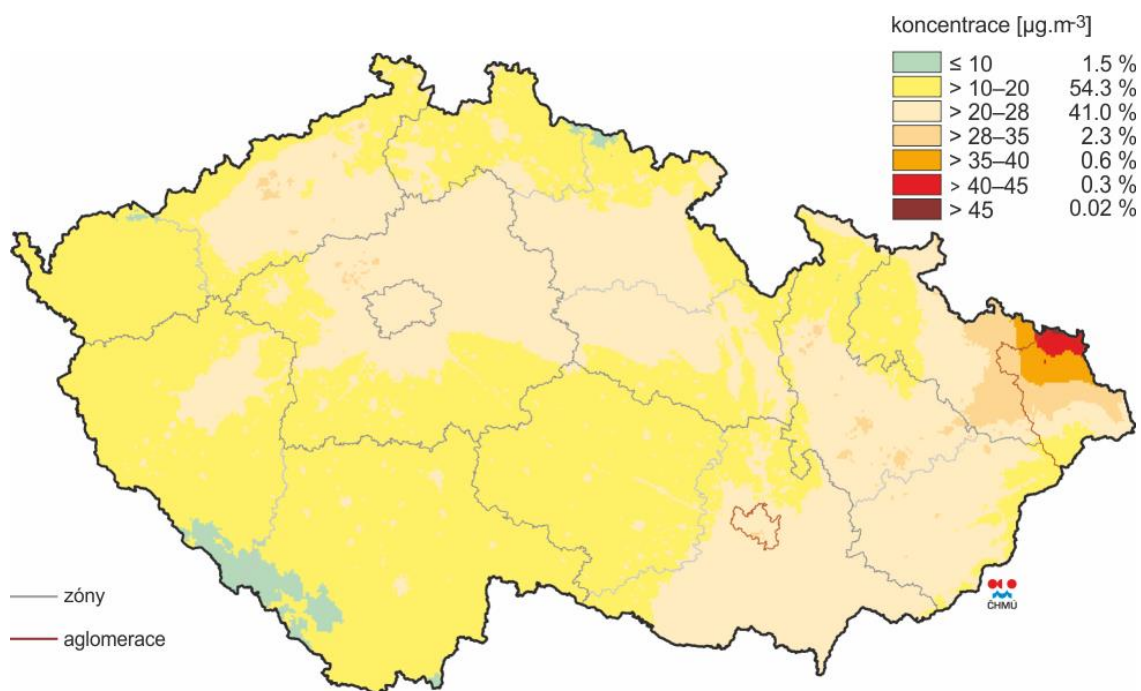 koncentrace [µg.m-3]
≤ 10 1.5 %
> 10–20 54.3 %
> 20–28 41.0 %
> 28–35 2.3 %
> 35–40 0.6 %
> 40–45 0.3 %
> 45 0.02 %
ČHMÚ
zóny
aglomerace